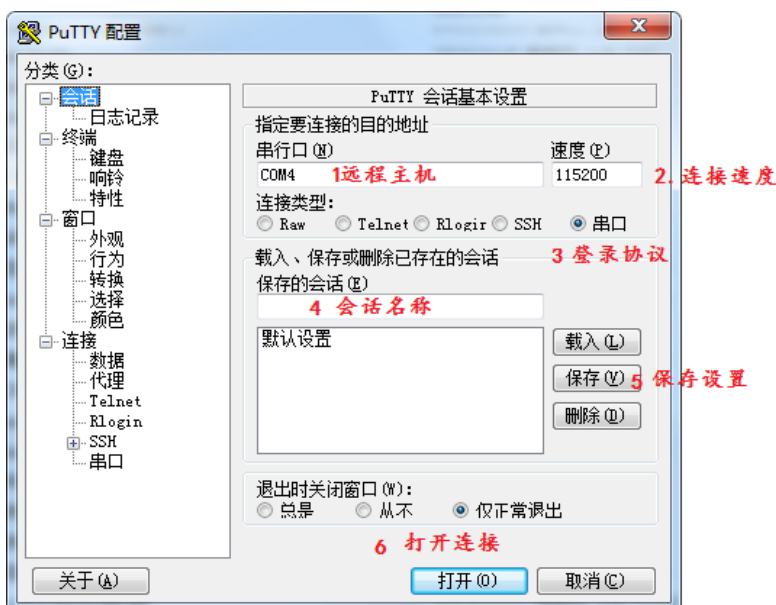 PuTTY 配置
分类(G):
会话
日志记录
终端
键盘
响铃
特性
窗口
外观
行为
转换
选择
颜色
连接
数据
代理
Telnet
Rlogin
SSH
串口
PuTTY 会话基本设置
指定要连接的目的地址
串行口(N) 速度(P)
COM4 1远程主机 115200 2.连接速度
连接类型:
Raw Telnet Rlogir SSH 串口
3 登录协议
载入、保存或删除已存在的会话
保存的会话(E)
4 会话名称
默认设置
载入(L)
保存(V) 5 保存设置
删除(D)
退出时关闭窗口(W):
总是 从不 仅正常退出
6 打开连接
关于(A) 打开(O) 取消(C)